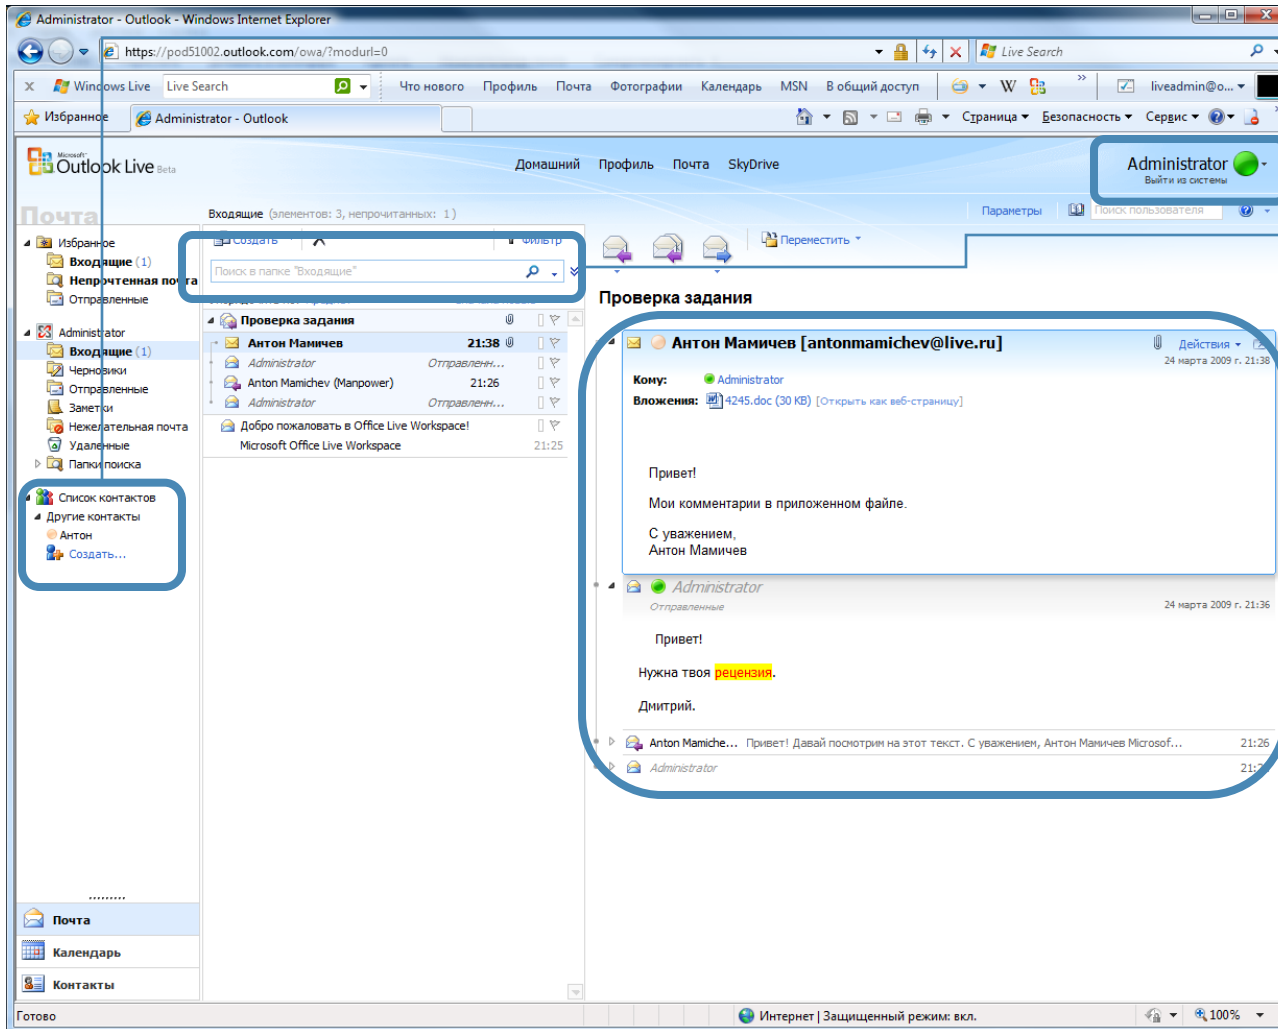 Administrator - Outlook - Windows Internet Explorer
https://pod51002.outlook.com/owa/?modurl=0
Live Search
Windows Live
Live Search
Что нового Профиль Почта Фотографии Календарь MSN В общий доступ
W
liveadmin@o...
Избранное
Administrator - Outlook
Страница
Безопасность
Сервис
Microsoft
Outlook Live Beta
Домашний Профиль Почта SkyDrive
Administrator
Выйти из системы
Почта
Входящие (элементов: 3, непрочитанных: 1)
Параметры
Поиск пользователя
Избранное
Входящие (1)
Непрочтенная почта
Отправленные
Administrator
Входящие (1)
Черновики
Отправленные
Заметки
Нежелательная почта
Удаленные
Папки поиска
Список контактов
Другие контакты
Антон
Создать...
Почта
Календарь
Контакты
Создать
Фильтр
Поиск в папке "Входящие"
Проверка задания
Антон Мамичев 21:38
Administrator Отправленн...
Anton Mamichev (Manpower) 21:26
Administrator Отправленн...
Добро пожаловать в Office Live Workspace!
Microsoft Office Live Workspace 21:25
Переместить
Проверка задания
Антон Мамичев [antonmamichev@live.ru]
Действия
24 марта 2009 г. 21:38
Кому: Administrator
Вложения: 4245.doc (30 KB) [Открыть как веб-страницу]
Привет!
Мои комментарии в приложенном файле.
С уважением,
Антон Мамичев
Administrator
Отправленные 24 марта 2009 г. 21:36
Привет!
Нужна твоя рецензия.
Дмитрий.
Anton Mamiche... Привет! Давай посмотрим на этот текст. С уважением, Антон Мамичев Microsof... 21:26
Administrator
Готово
Интернет | Защищенный режим: вкл.
100%